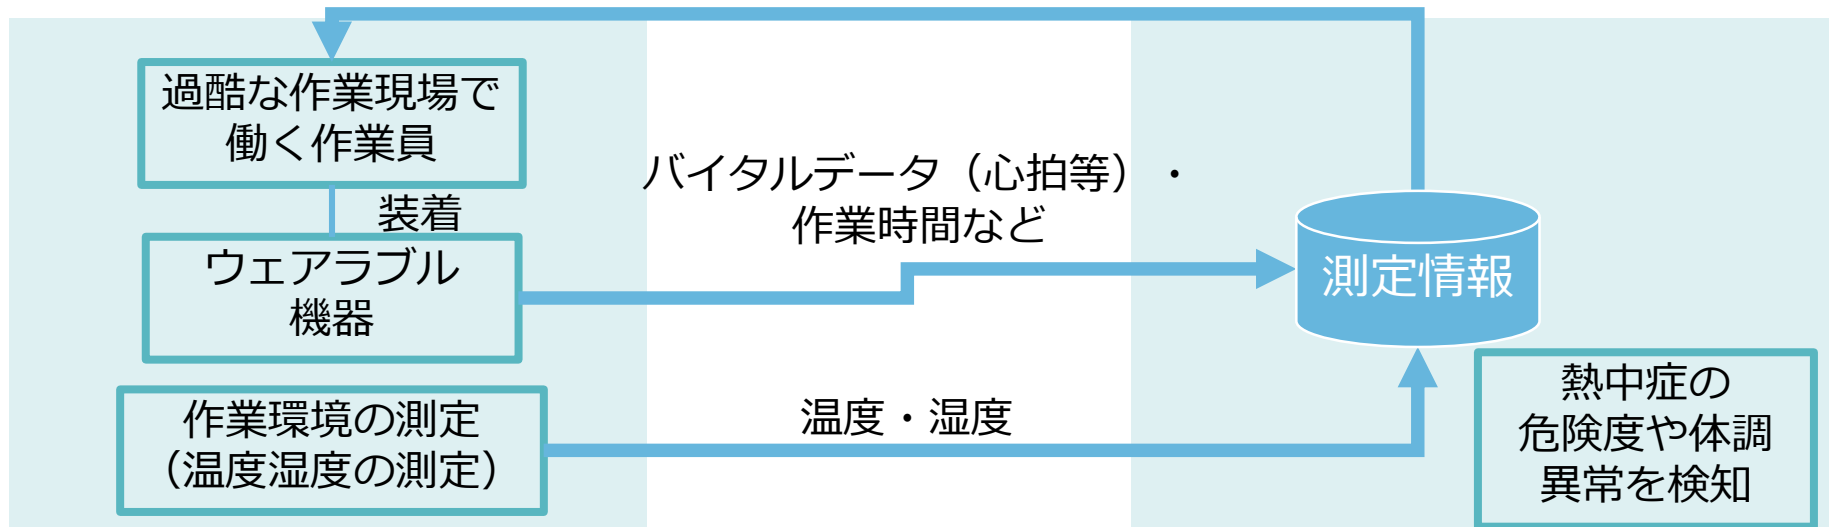 過酷な作業現場で
働く作業員
装着
ウェアラブル
機器
作業環境の測定
（温度湿度の測定）
バイタルデータ（心拍等）・
作業時間など
温度・湿度
測定情報
熱中症の
危険度や体調
異常を検知